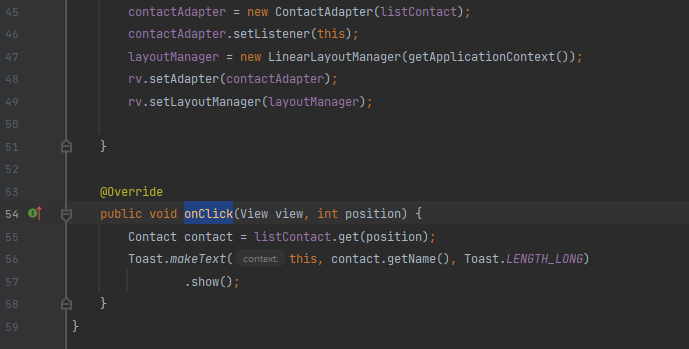 45 contactAdapter = new ContactAdapter(listContact);
46 contactAdapter.setListener(this);
47 layoutManager = new LinearLayoutManager(getApplicationContext());
48 rv.setAdapter(contactAdapter);
49 rv.setLayoutManager(layoutManager);
50
51 }
52
53 @Override
54 public void onClick(View view, int position) {
55 Contact contact = listContact.get(position);
56 Toast.makeText( context: this, contact.getName(), Toast.LENGTH_LONG)
57 .show();
58 }
59 }